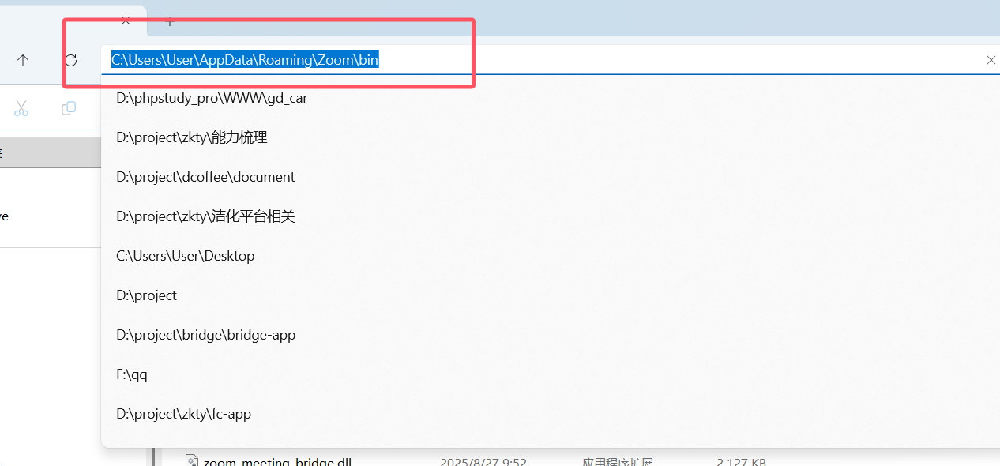 C:\Users\User\AppData\Roaming\Zoom\bin
D:\phpstudy_pro\WWW\gd_car
D:\project\zkty\能力梳理
D:\project\dcoffee\document
D:\project\zkty\洁化平台相关
C:\Users\User\Desktop
D:\project
D:\project\bridge\bridge-app
F:\qq
D:\project\zkty\fc-app
zoom_meeting_bridge.dll 2025/8/27 9:52 应用程序扩展 2,127 KB